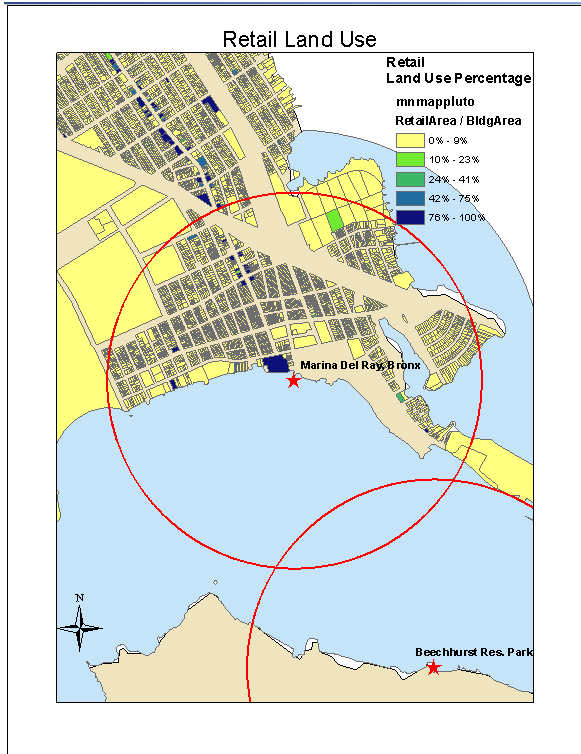 Retail Land Use
Retail
Land Use Percentage
mnmappluto
RetailArea / BldgArea
0% - 9%
10% - 23%
24% - 41%
42% - 75%
76% - 100%
Marina Del Ray, Bronx
N
Beechhurst Res. Park